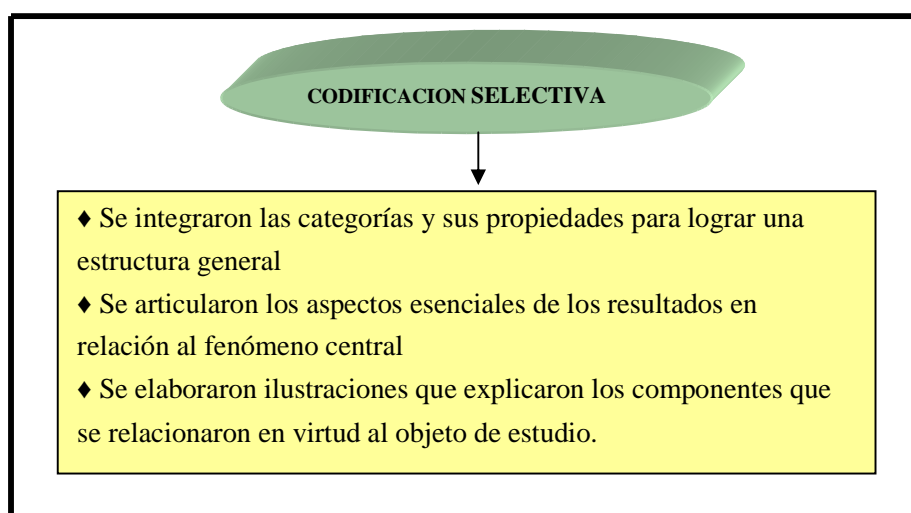 CODIFICACION SELECTIVA
♦ Se integraron las categorías y sus propiedades para lograr una
estructura general
♦ Se articularon los aspectos esenciales de los resultados en
relación al fenómeno central
♦ Se elaboraron ilustraciones que explicaron los componentes que
se relacionaron en virtud al objeto de estudio.